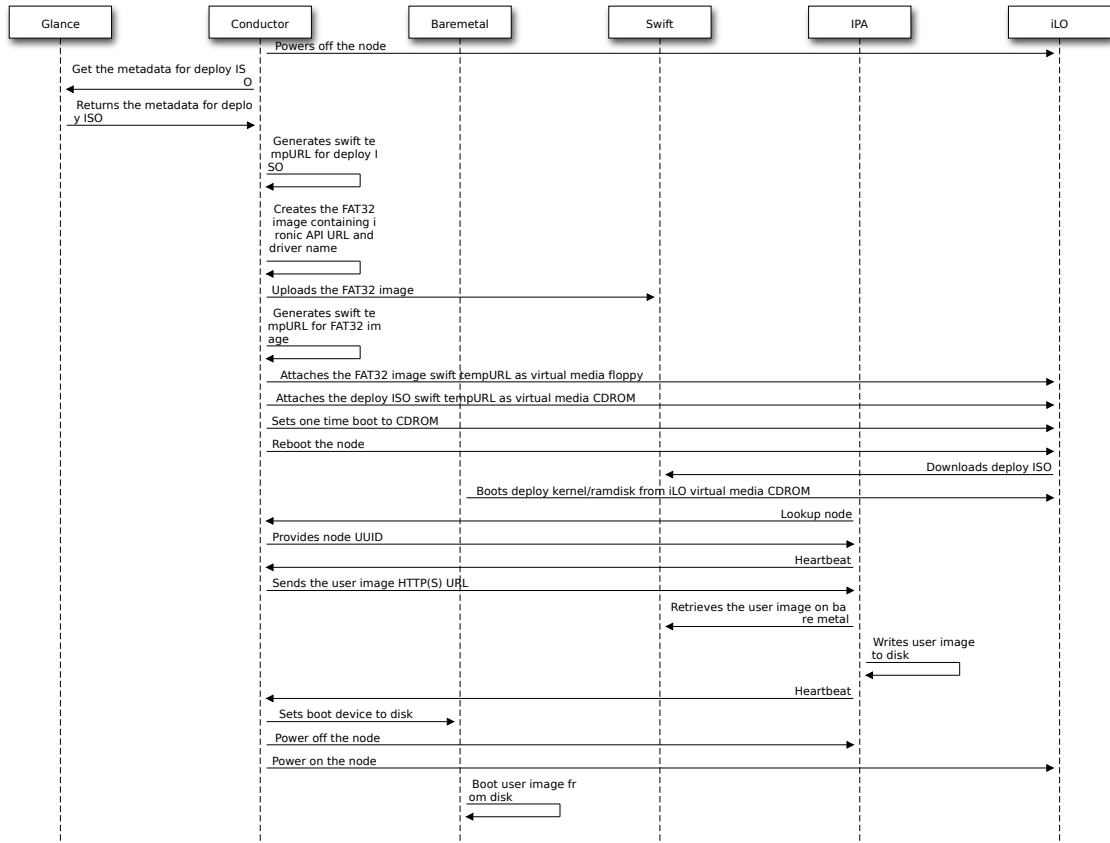 Glance
Conductor
Baremetal
Swift
IPA
iLO
Powers off the node
Get the metadata for deploy IS
O
Returns the metadata for deplo
y ISO
Generates swift te
mpURL for deploy I
SO
Creates the FAT32
image containing i
ronic API URL and
driver name
Uploads the FAT32 image
Generates swift te
mpURL for FAT32 im
age
Attaches the FAT32 image swift tempURL as virtual media floppy
Attaches the deploy ISO swift tempURL as virtual media CDROM
Sets one time boot to CDROM
Reboot the node
Downloads deploy ISO
Boots deploy kernel/ramdisk from iLO virtual media CDROM
Lookup node
Provides node UUID
Heartbeat
Sends the user image HTTP(S) URL
Retrieves the user image on ba
re metal
Writes user image
to disk
Heartbeat
Sets boot device to disk
Power off the node
Power on the node
Boot user image fr
om disk